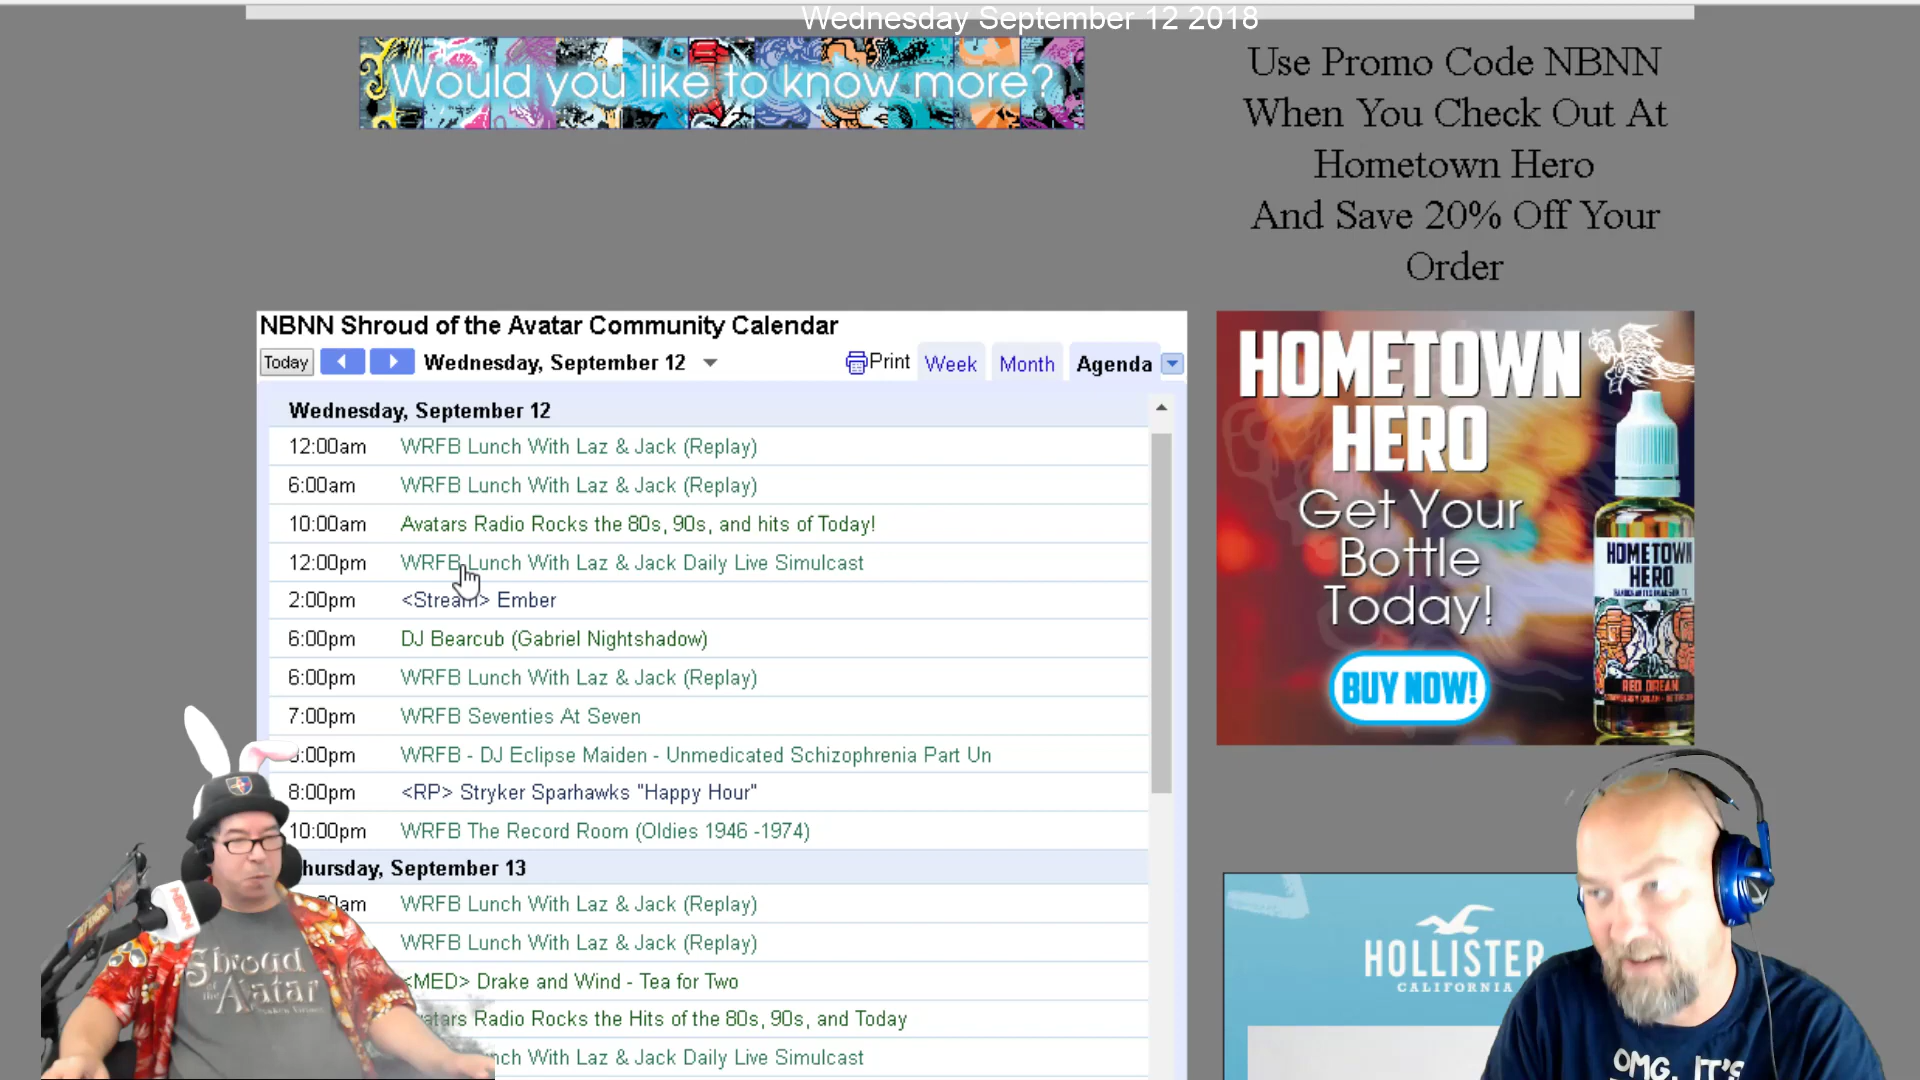 Wednesday September 12 2018
Would you like to know more?
Use Promo Code NBNN
When You Check Out At
Hometown Hero
And Save 20% Off Your
Order
NBNN Shroud of the Avatar Community Calendar
Today
Wednesday, September 12
Print
Week
Month
Agenda
Wednesday, September 12
12:00am WRFB Lunch With Laz & Jack (Replay)
6:00am WRFB Lunch With Laz & Jack (Replay)
10:00am Avatars Radio Rocks the 80s, 90s, and hits of Today!
12:00pm WRFB Lunch With Laz & Jack Daily Live Simulcast
2:00pm <Stream> Ember
6:00pm DJ Bearcub (Gabriel Nightshadow)
6:00pm WRFB Lunch With Laz & Jack (Replay)
7:00pm WRFB Seventies At Seven
:00pm WRFB - DJ Eclipse Maiden - Unmedicated Schizophrenia Part Un
8:00pm <RP> Stryker Sparhawks "Happy Hour"
10:00pm WRFB The Record Room (Oldies 1946 -1974)
hursday, September 13
am WRFB Lunch With Laz & Jack (Replay)
WRFB Lunch With Laz & Jack (Replay)
<MED> Drake and Wind - Tea for Two
atars Radio Rocks the Hits of the 80s, 90s, and Today
nch With Laz & Jack Daily Live Simulcast
HOMETOWN
HERO
Get Your
Bottle
Today!
BUY NOW!
HOMETOWN
HERO
RED DREAM
HOLLISTER
CALIFORNIA
NBNN
Shroud
of the
Avatar
OMG, IT'S